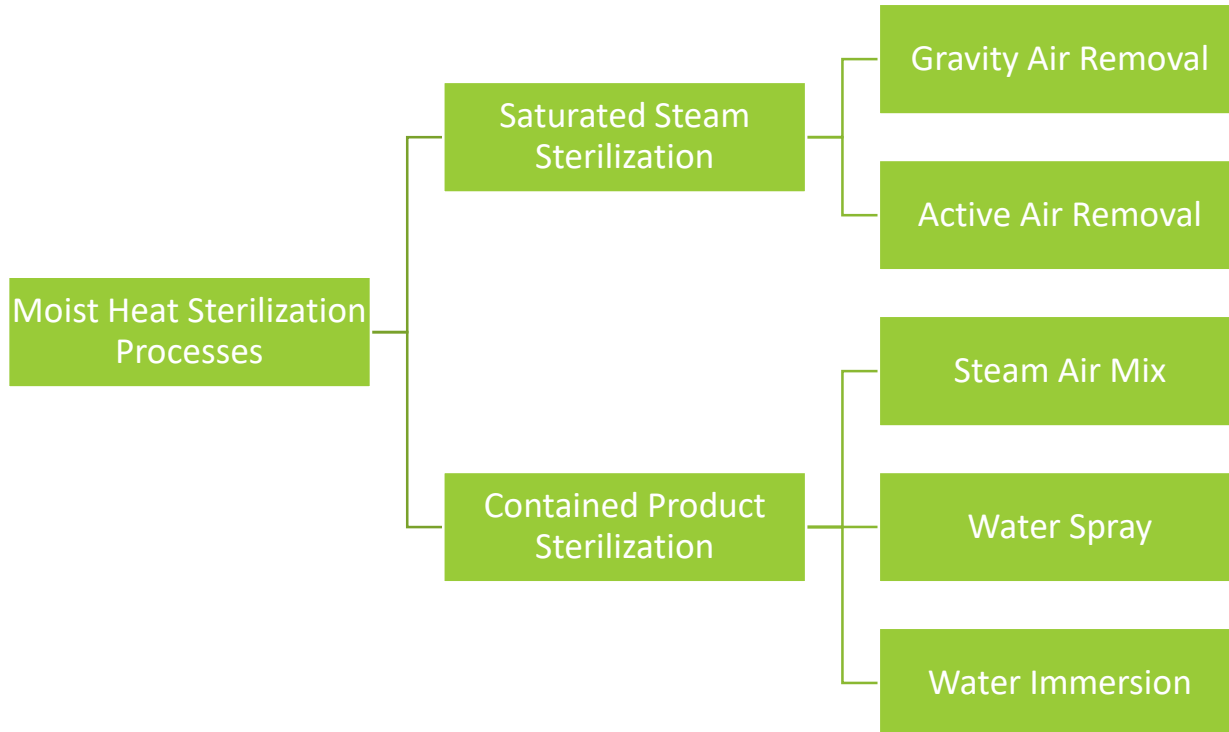 Moist Heat Sterilization
Processes
Saturated Steam
Sterilization
Gravity Air Removal
Active Air Removal
Contained Product
Sterilization
Steam Air Mix
Water Spray
Water Immersion